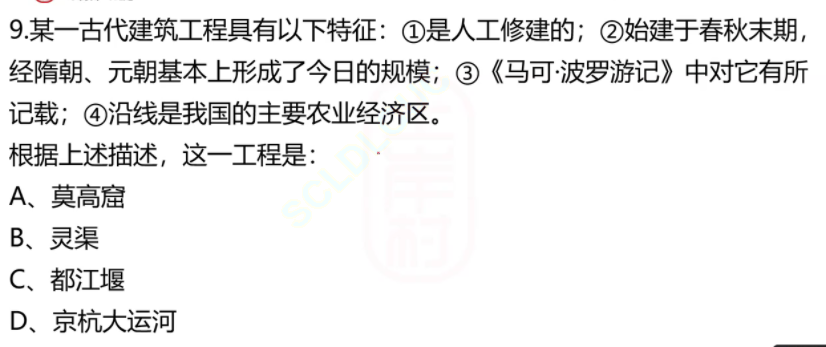 9.某一古代建筑工程具有以下特征：①是人工修建的；②始建于春秋末期，
经隋朝、元朝基本上形成了今日的规模；③《马可·波罗游记》中对它有所
记载；④沿线是我国的主要农业经济区。
根据上述描述，这一工程是：
A、莫高窟
B、灵渠
C、都江堰
D、京杭大运河